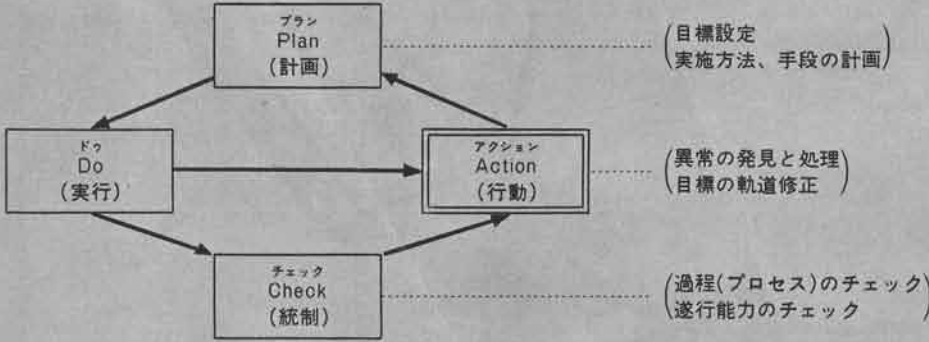 プラン
Plan
(計画)
(目標設定
実施方法、手段の計画)
ドゥ
Do
(実行)
アクション
Action
(行動)
(異常の発見と処理
目標の軌道修正)
チェック
Check
(統制)
(過程(プロセス)のチェック
遂行能力のチェック)